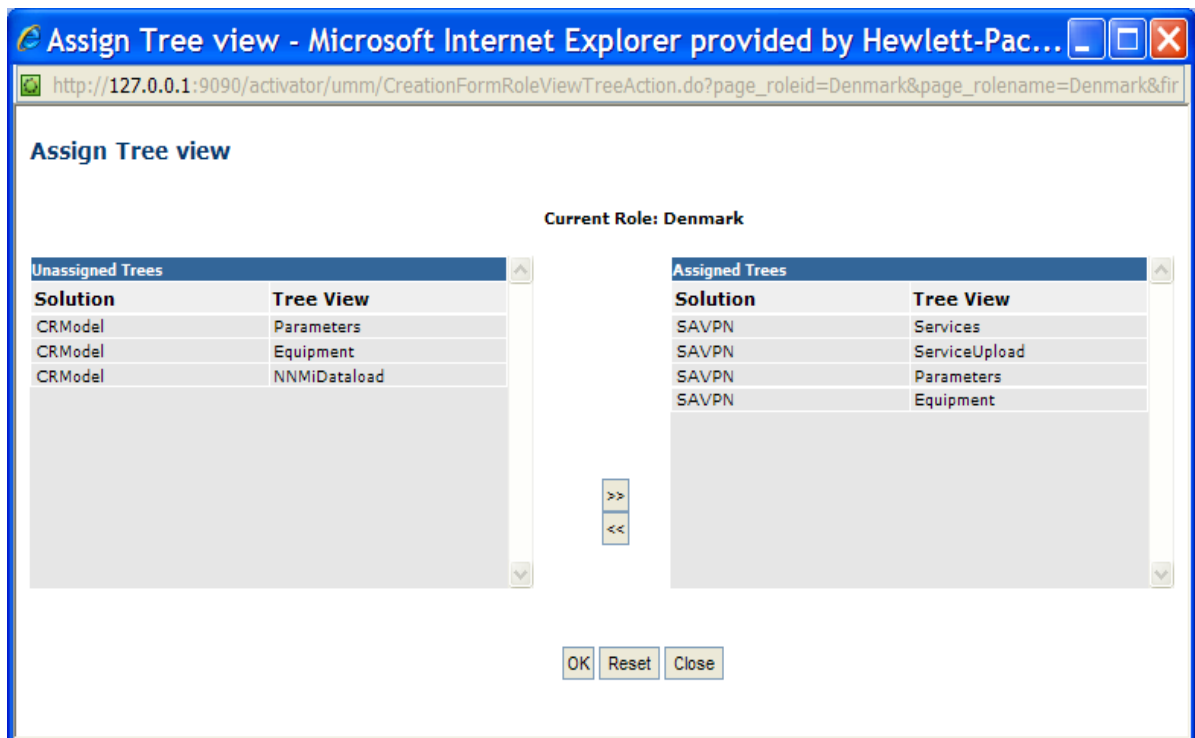 Assign Tree view - Microsoft Internet Explorer provided by Hewlett-Pac...
http://127.0.0.1:9090/activator/umm/CreationFormRoleViewTreeAction.do?page_roleid=Denmark&page_rolename=Denmark&fir
Assign Tree view
Current Role: Denmark
Unassigned Trees
Solution Tree View
CRModel Parameters
CRModel Equipment
CRModel NNMiDataload
>>
<<
Assigned Trees
Solution Tree View
SAVPN Services
SAVPN ServiceUpload
SAVPN Parameters
SAVPN Equipment
OK Reset Close